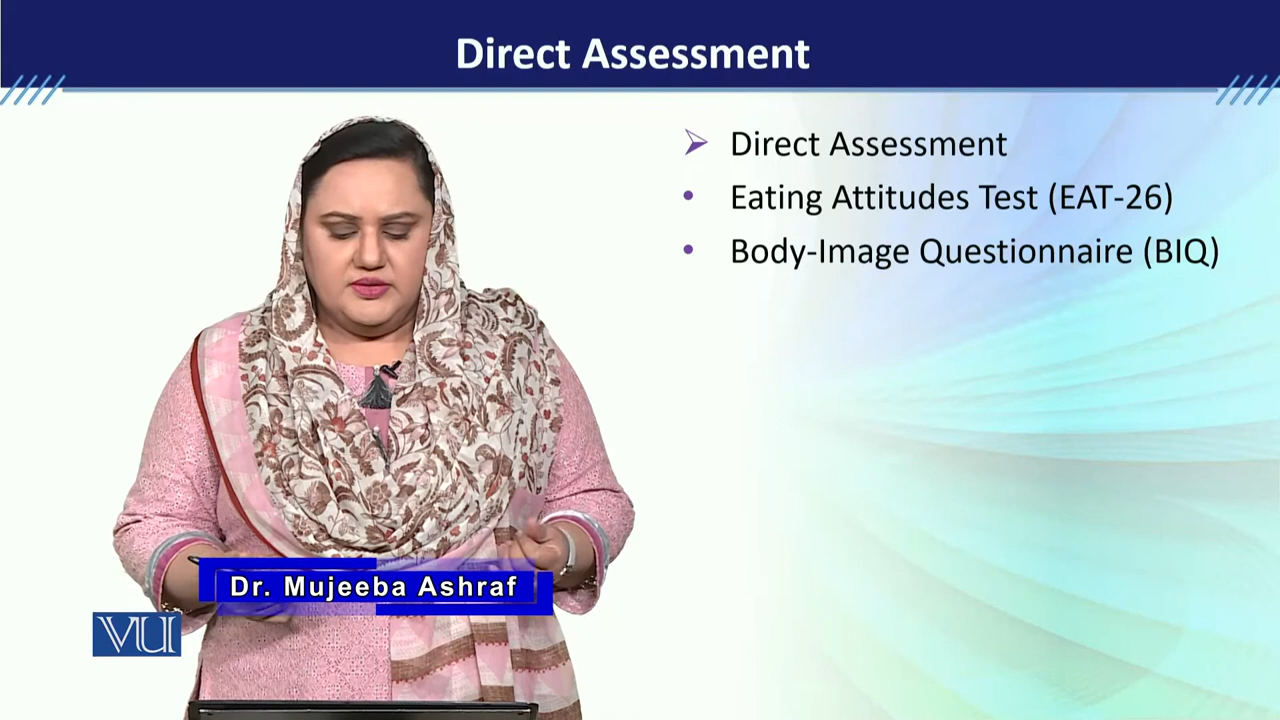 Direct Assessment
Direct Assessment
Eating Attitudes Test (EAT-26)
Body-Image Questionnaire (BIQ)
Dr. Mujeeba Ashraf
VU